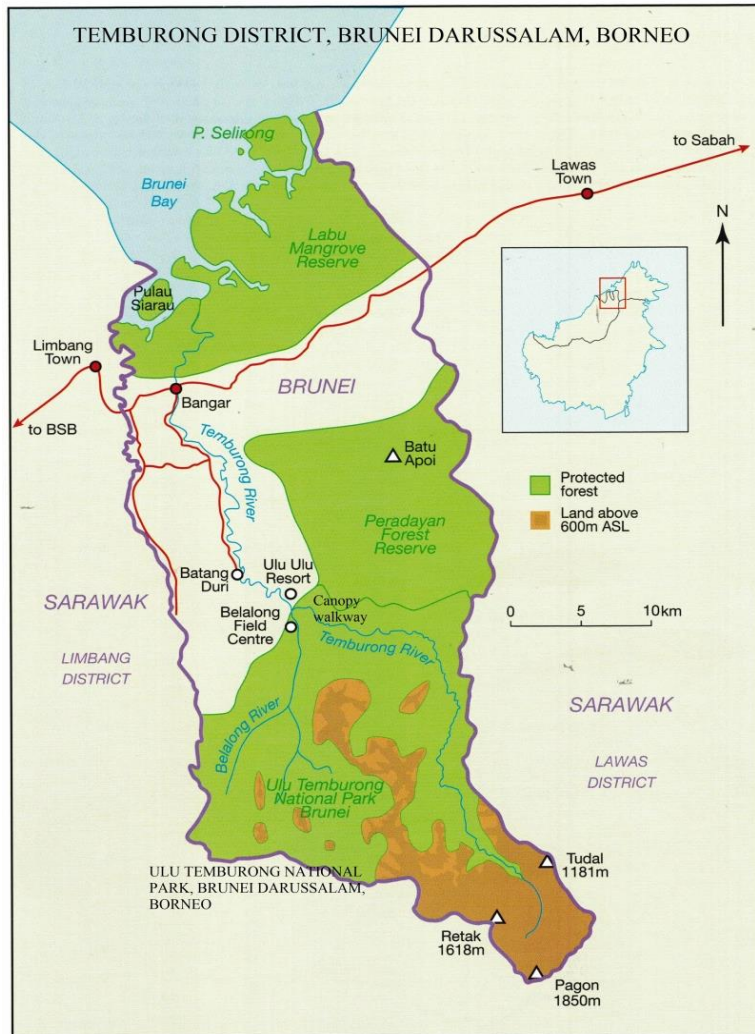 TEMBURONG DISTRICT, BRUNEI DARUSSALAM, BORNEO
P. Selirong
to Sabah
Brunei
Bay
Lawas
Town
N
Labu
Mangrove
Reserve
Pulau
Siarau
Limbang
Town
BRUNEI
Bangar
to BSB
Temburong River
Batu
Apoi
Protected
forest
Land above
600m ASL
Peradayan
Forest
Reserve
Batang
Duri
Ulu Ulu
Resort
SARAWAK
LIMBANG
DISTRICT
Belalong
Field
Centre
Canopy
walkway
0 5 10km
Temburong River
SARAWAK
LAWAS
DISTRICT
Belalong River
Ulu Temburong
National Park
Brunei
ULU TEMBURONG NATIONAL
PARK, BRUNEI DARUSSALAM,
BORNEO
Tudal
1181m
Retak
1618m
Pagon
1850m